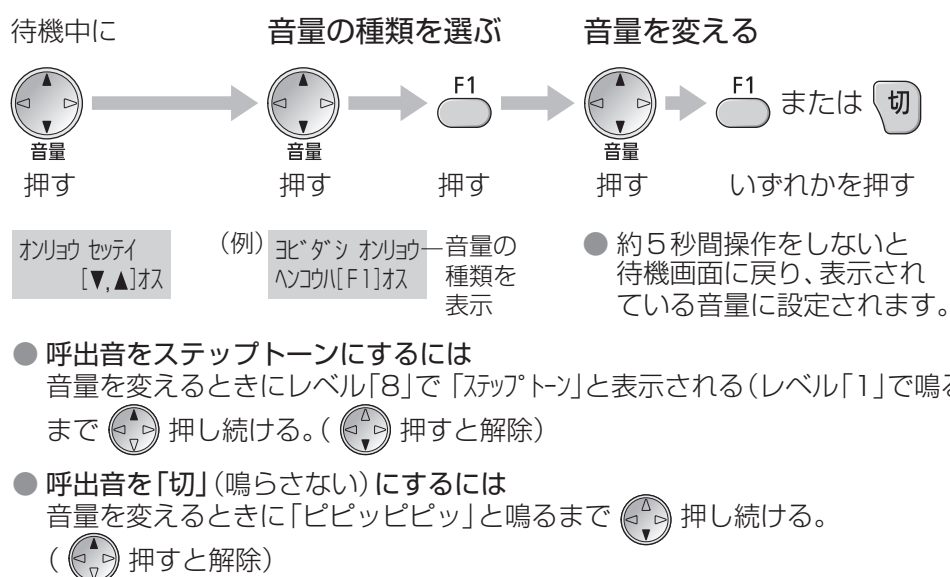 待機中に 音量の種類を選ぶ 音量を変える
F1 F1 または 切
音量 音量 音量
押す 押す 押す 押す いずれかを押す
オンリョウ セッテイ
[▼,▲]オス
(例) ヨビダシ オンリョウ
ヘンコウハ[F1]オス
音量の
種類を
表示
● 約5秒間操作をしないと
待機画面に戻り、表示され
ている音量に設定されます。
● 呼出音をステップトーンにするには
音量を変えるときにレベル「8」で「ステップトーン」と表示される(レベル「1」で鳴る
まで 押し続ける。( 押すと解除)
● 呼出音を「切」(鳴らさない)にするには
音量を変えるときに「ピピッピピッ」と鳴るまで 押し続ける。
( 押すと解除)